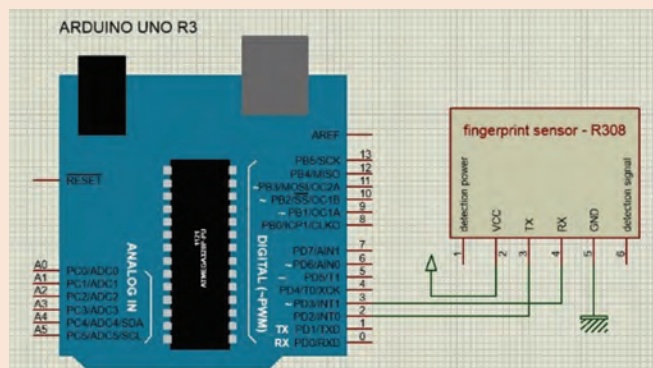 ARDUINO UNO R3
AREF
13
PB5/SCK
12
PB4/MISO
11
~PB3/MOSI/OC2A
10
~PB2/SS/OC1B
9
~PB1/OC1A
8
PB0/ICP1/CLKO
RESET
7
PD7/AIN1
6
~PD6/AIN0
5
~PD5/T1
4
PD4/T0/XCK
3
~PD3/INT1
2
PD2/INT0
1
TX PD1/TXD
0
RX PD0/RXD
A0
PC0/ADC0
A1
PC1/ADC1
A2
PC2/ADC2
A3
PC3/ADC3
A4
PC4/ADC4/SDA
A5
PC5/ADC5/SCL
ANALOG IN
1121
ATMEGA328P-PU
DIGITAL (~PWM)
fingerprint sensor - R308
detection power
VCC
TX
RX
GND
detection signal
1
2
3
4
5
6